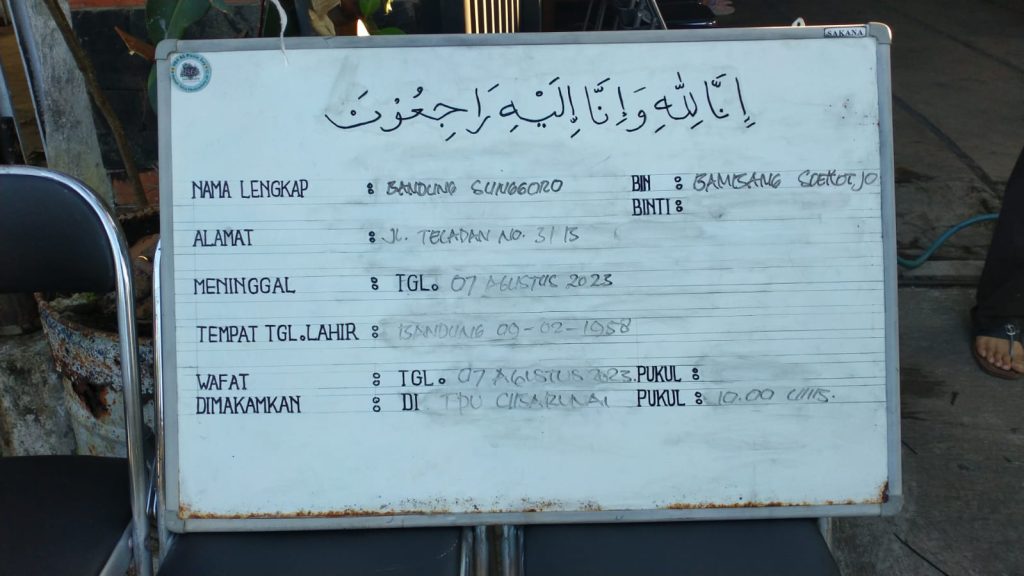 SAKANA
إِنَّا لِلّٰهِ وَإِنَّا إِلَيْهِ رَاجِعُوْنَ
NAMA LENGKAP : BANDUNG SUNGGORO BIN : BAMBANG SOEKOTJO
BINTI :
ALAMAT : JL. TELADAN NO. 31/15
MENINGGAL : TGL. 07 AGUSTUS 2023
TEMPAT TGL. LAHIR : BANDUNG 09-02-1958
WAFAT : TGL. 07 AGUSTUS 2023. PUKUL :
DIMAKAMKAN : DI TPU PUKUL : 10.00 WIB.